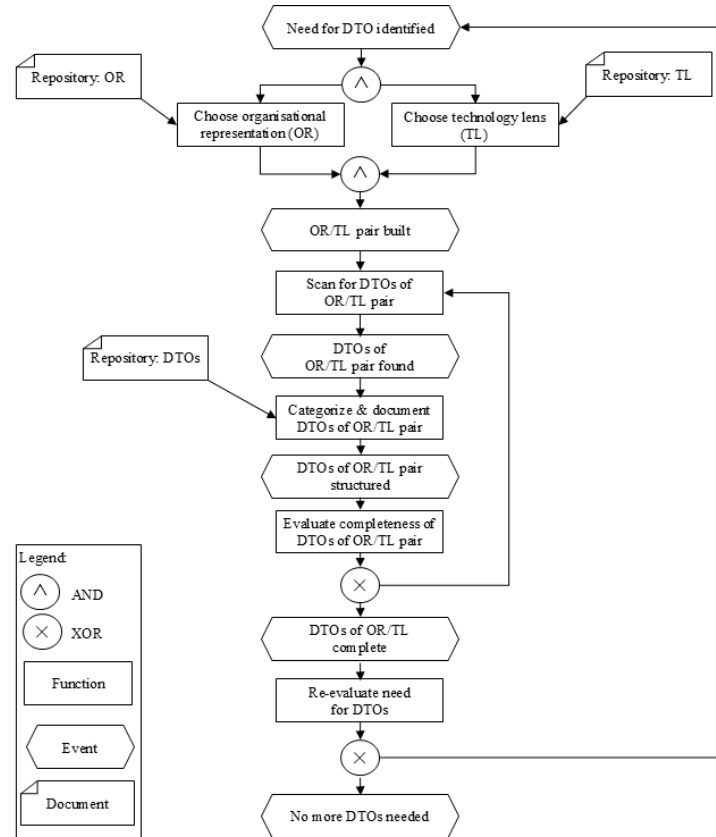 Need for DTO identified
Repository: OR
Repository: TL
Choose organisational
representation (OR)
Choose technology lens
(TL)
OR/TL pair built
Scan for DTOs of
OR/TL pair
DTOs of
OR/TL pair found
Repository: DTOs
Categorize & document
DTOs of OR/TL pair
DTOs of OR/TL pair
structured
Evaluate completeness of
DTOs of OR/TL pair
DTOs of OR/TL
complete
Re-evaluate need
for DTOs
No more DTOs needed
Legend:
AND
XOR
Function
Event
Document